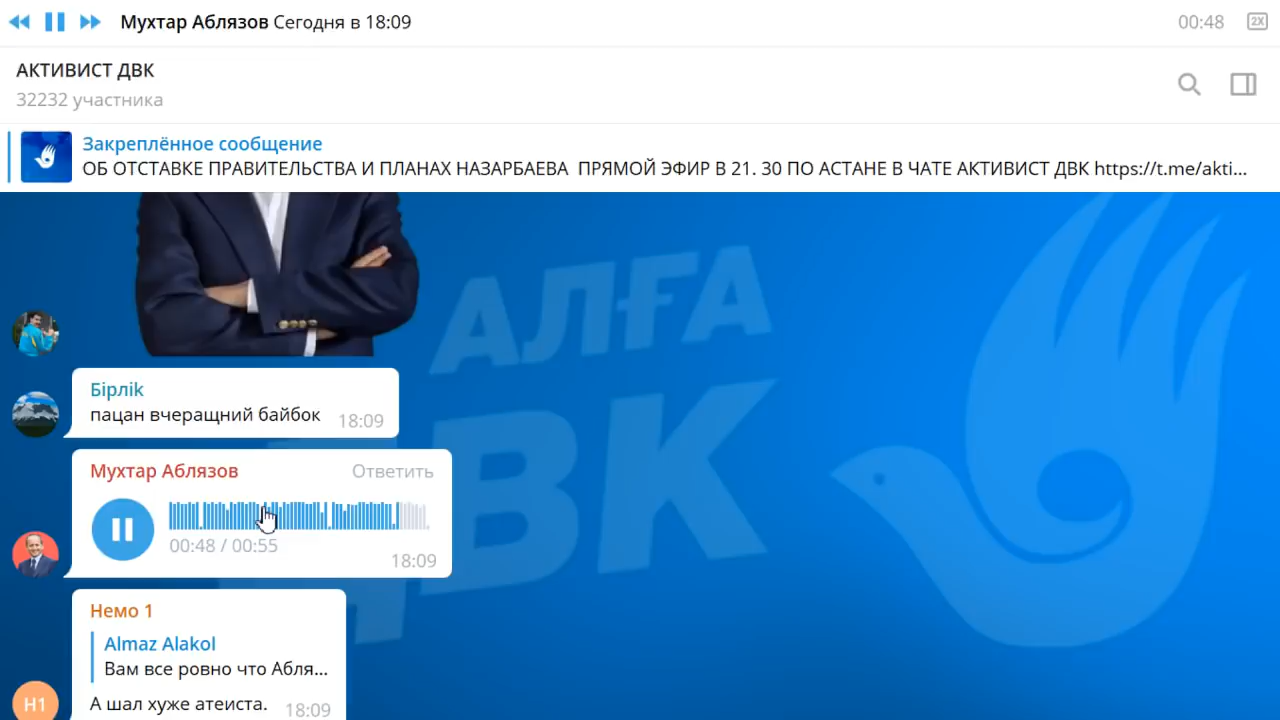 Мухтар Аблязов Сегодня в 18:09
00:48
2X
АКТИВИСТ ДВК
32232 участника
Закреплённое сообщение
ОБ ОТСТАВКЕ ПРАВИТЕЛЬСТВА И ПЛАНАХ НАЗАРБАЕВА ПРЯМОЙ ЭФИР В 21. 30 ПО АСТАНЕ В ЧАТЕ АКТИВИСТ ДВК https://t.me/akti...
АЛҒА
ДВК
Бірлік
пацан вчеращний байбок
18:09
Мухтар Аблязов
Ответить
00:48 / 00:55
18:09
Немо 1
Almaz Alakol
Вам все ровно что Абля...
Н1
А шал хуже атеиста.
18:09